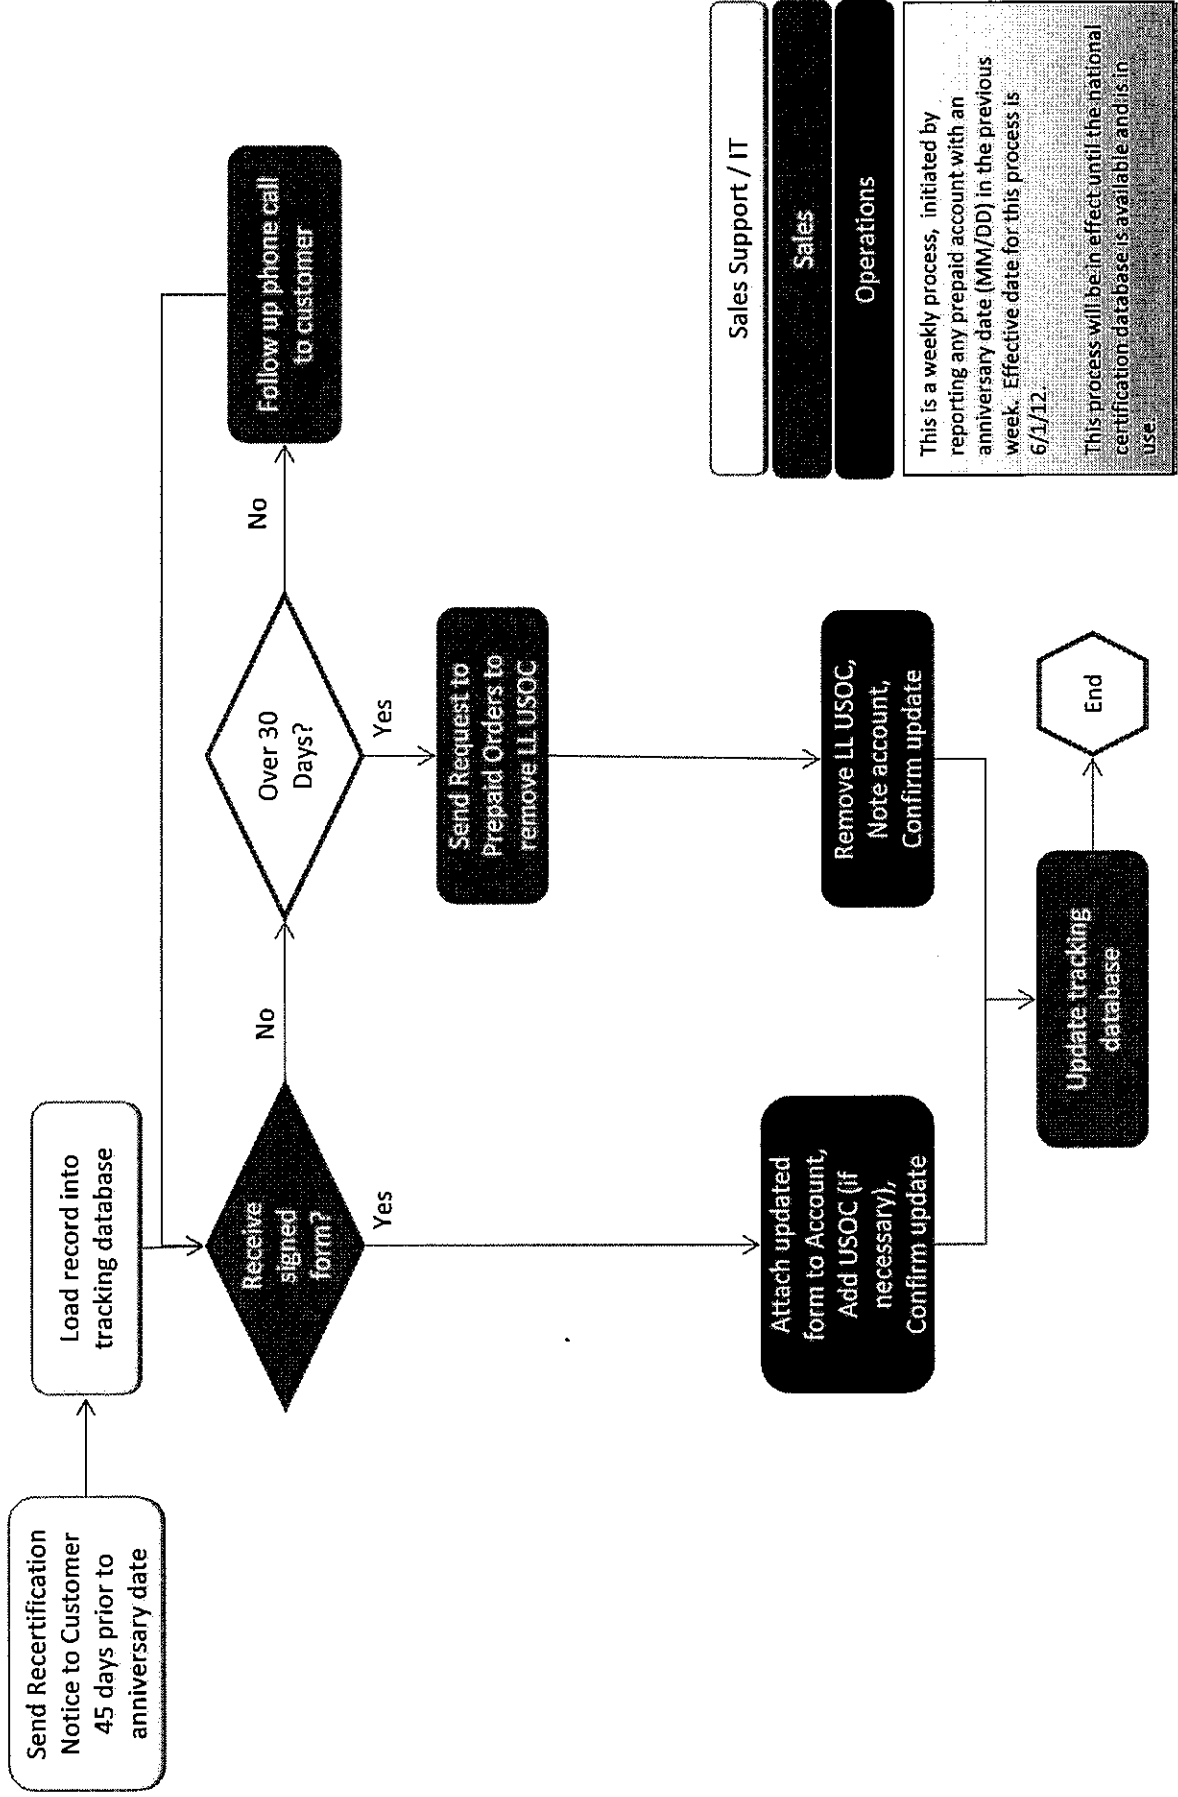 Send Recertification
Notice to Customer
45 days prior to
anniversary date
Load record into
tracking database
Receive
signed
form?
No
Yes
Over 30
Days?
No
Yes
Follow up phone call
to customer
Send Request to
Prepaid Orders to
remove LL USOC
Attach updated
form to Account,
Add USOC (if
necessary),
Confirm update
Remove LL USOC,
Note account,
Confirm update
Update tracking
database
End
Sales Support / IT
Sales
Operations
This is a weekly process, initiated by
reporting any prepaid account with an
anniversary date (MM/DD) in the previous
week. Effective date for this process is
6/1/12.
This process will be in effect until the national
certification database is available and is in
use.